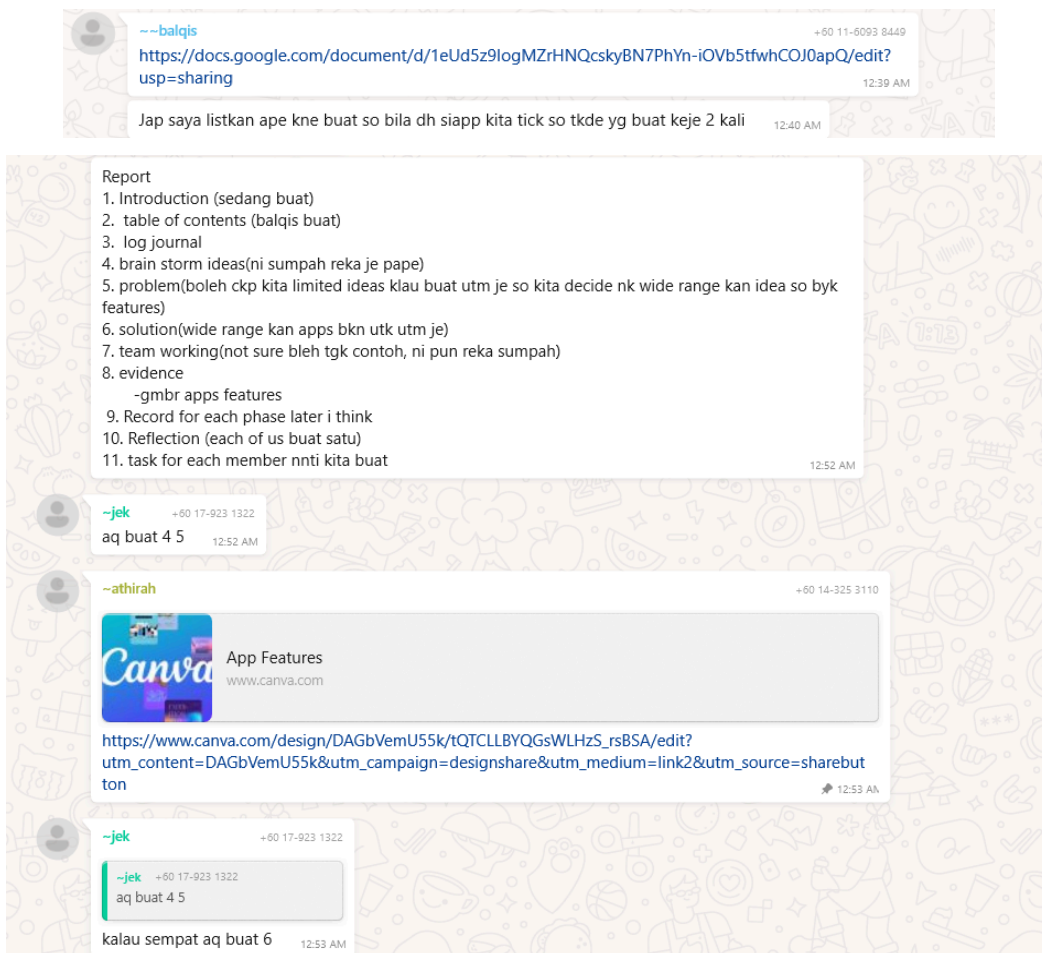 ~~balqis
+60 11-6093 8449
https://docs.google.com/document/d/1eUd5z9IogMZrHNQcskyBN7PhYn-iOVb5tfwhCOJ0apQ/edit?
usp=sharing
12:39 AM
Jap saya listkan ape kne buat so bila dh siapp kita tick so tkde yg buat keje 2 kali
12:40 AM
Report
1. Introduction (sedang buat)
2. table of contents (balqis buat)
3. log journal
4. brain storm ideas(ni sumpah reka je pape)
5. problem(boleh ckp kita limited ideas klau buat utm je so kita decide nk wide range kan idea so byk
features)
6. solution(wide range kan apps bkn utk utm je)
7. team working(not sure bleh tgk contoh, ni pun reka sumpah)
8. evidence
-gmbr apps features
9. Record for each phase later i think
10. Reflection (each of us buat satu)
11. task for each member nnti kita buat
12:52 AM
~jek
+60 17-923 1322
aq buat 4 5
12:52 AM
~athirah
+60 14-325 3110
Canva
App Features
www.canva.com
https://www.canva.com/design/DAGbVemU55k/tQTCLLBYQGsWLHzS_rsBSA/edit?
utm_content=DAGbVemU55k&utm_campaign=designshare&utm_medium=link2&utm_source=sharebut
ton
12:53 AM
~jek
+60 17-923 1322
~jek
+60 17-923 1322
aq buat 4 5
kalau sempat aq buat 6
12:53 AM